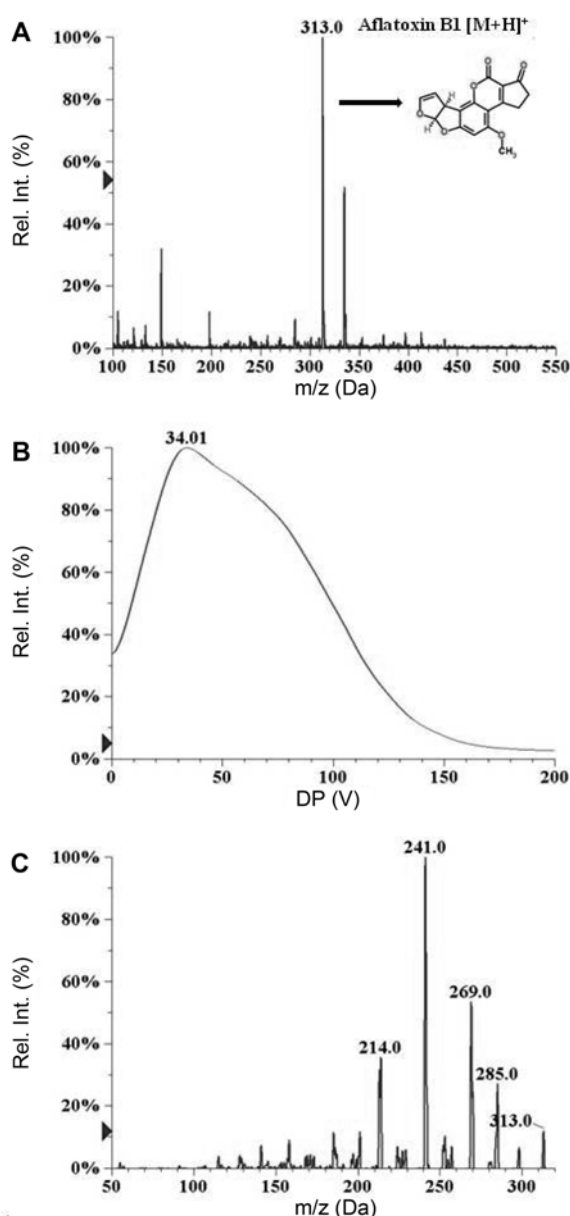 A
313.0 Aflatoxin B1 [M+H]+
100%
80%
60%
40%
20%
0%
Rel. Int. (%)
H
H
O
O
O
O
O
O
CH3
100 150 200 250 300 350 400 450 500 550
m/z (Da)
B
34.01
100%
80%
60%
40%
20%
0%
Rel. Int. (%)
0 50 100 150 200
DP (V)
C
241.0
100%
80%
60%
40%
20%
0%
Rel. Int. (%)
269.0
214.0
285.0
313.0
50 100 150 200 250 300
m/z (Da)